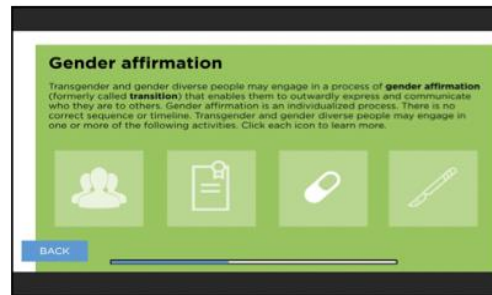 Gender affirmation
Transgender and gender diverse people may engage in a process of gender affirmation
(formerly called transition) that enables them to outwardly express and communicate
who they are to others. Gender affirmation is an individualized process. There is no
correct sequence or timeline. Transgender and gender diverse people may engage in
one or more of the following activities. Click each icon to learn more.
BACK